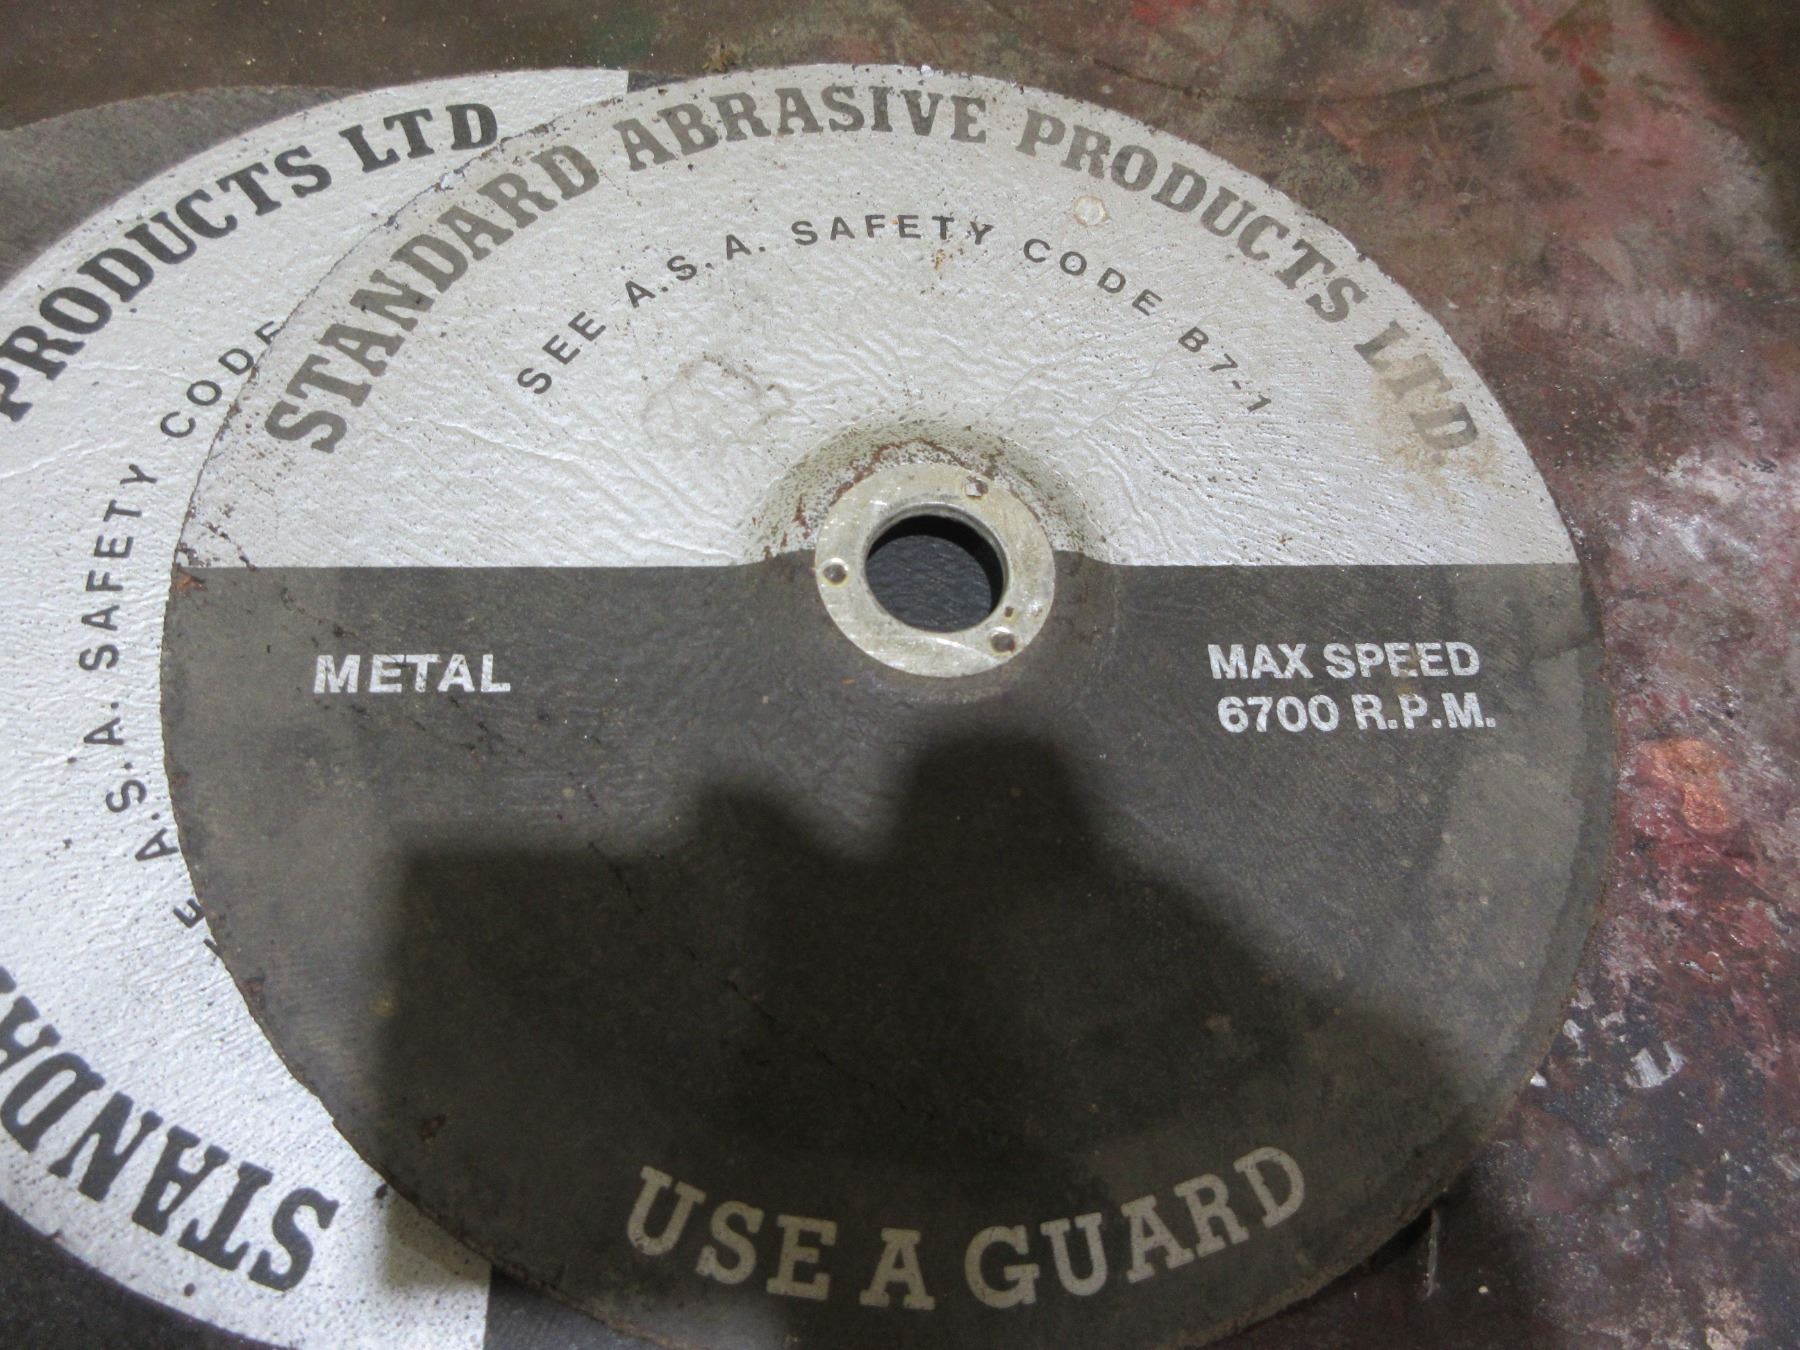 STANDARD ABRASIVE PRODUCTS LTD
SEE A.S.A. SAFETY CODE B7-1
METAL
MAX SPEED
6700 R.P.M.
USE A GUARD
PRODUCTS LTD
A.S.A. SAFETY CODE